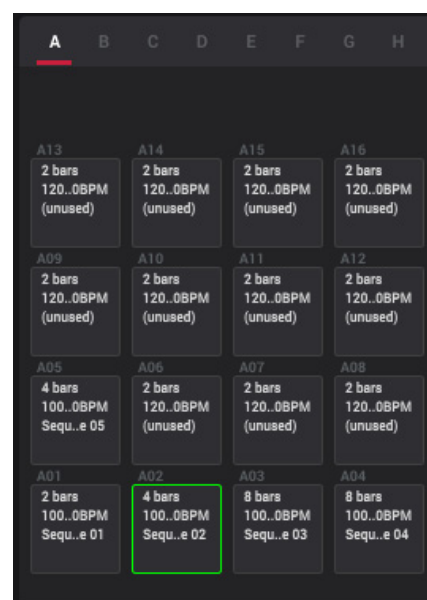 A B C D E F G H
A13 A14 A15 A16
2 bars 2 bars 2 bars 2 bars
120..0BPM 120..0BPM 120..0BPM 120..0BPM
(unused) (unused) (unused) (unused)
A09 A10 A11 A12
2 bars 2 bars 2 bars 2 bars
120..0BPM 120..0BPM 120..0BPM 120..0BPM
(unused) (unused) (unused) (unused)
A05 A06 A07 A08
4 bars 2 bars 2 bars 2 bars
100..0BPM 120..0BPM 120..0BPM 120..0BPM
Sequ..e 05 (unused) (unused) (unused)
A01 A02 A03 A04
2 bars 4 bars 8 bars 8 bars
100..0BPM 100..0BPM 100..0BPM 100..0BPM
Sequ..e 01 Sequ..e 02 Sequ..e 03 Sequ..e 04